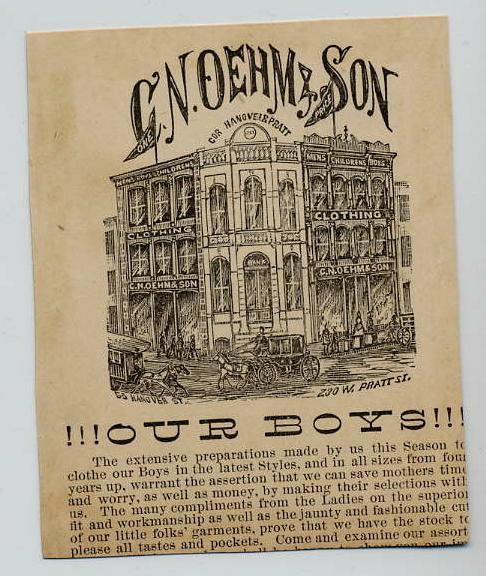 C. N. OEHM & SON
ONE
COR HANOVER & PRATT
MENS BOYS & CHILDRENS
MENS CHILDRENS BOYS
CLOTHING
CLOTHING
BANK
C.N.OEHM & SON
C.N.OEHM & SON
65 HANOVER ST.
230 W. PRATT ST.
!!!OUR BOYS!!!
The extensive preparations made by us this Season to
clothe our Boys in the latest Styles, and in all sizes from four
years up, warrant the assertion that we can save mothers time
and worry, as well as money, by making their selections with
us. The many compliments from the Ladies on the superior
fit and workmanship as well as the jaunty and fashionable cut
of our little folks' garments, prove that we have the stock to
please all tastes and pockets. Come and examine our assort